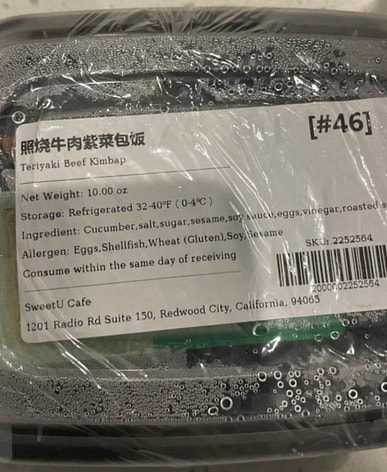 [#46]
照烧牛肉紫菜包饭
Teriyaki Beef Kimbap
Net Weight: 10.00 oz
Storage: Refrigerated 32-40°F ( 0-4°C )
Ingredient: Cucumber,salt,sugar,sesame,soy sauce,eggs,vinegar,roasted s
Allergen: Eggs,Shellfish,Wheat (Gluten),Soy,Sesame
Consume within the same day of receiving
SKU: 2252564
2000002252564
SweetU Cafe
1201 Radio Rd Suite 150, Redwood City, California, 94065